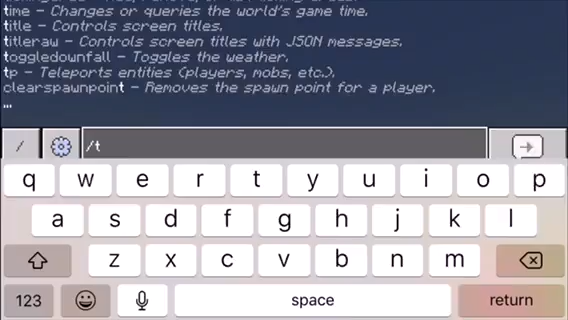 time – Changes or queries the world's game time.
title – Controls screen titles.
titleraw – Controls screen titles with JSON messages.
toggledownfall – Toggles the weather.
tp – Teleports entities (players, mobs, etc.).
clearspawnpoint – Removes the spawn point for a player.
...
/ /t
q w e r t y u i o p
a s d f g h j k l
z x c v b n m
123 space return